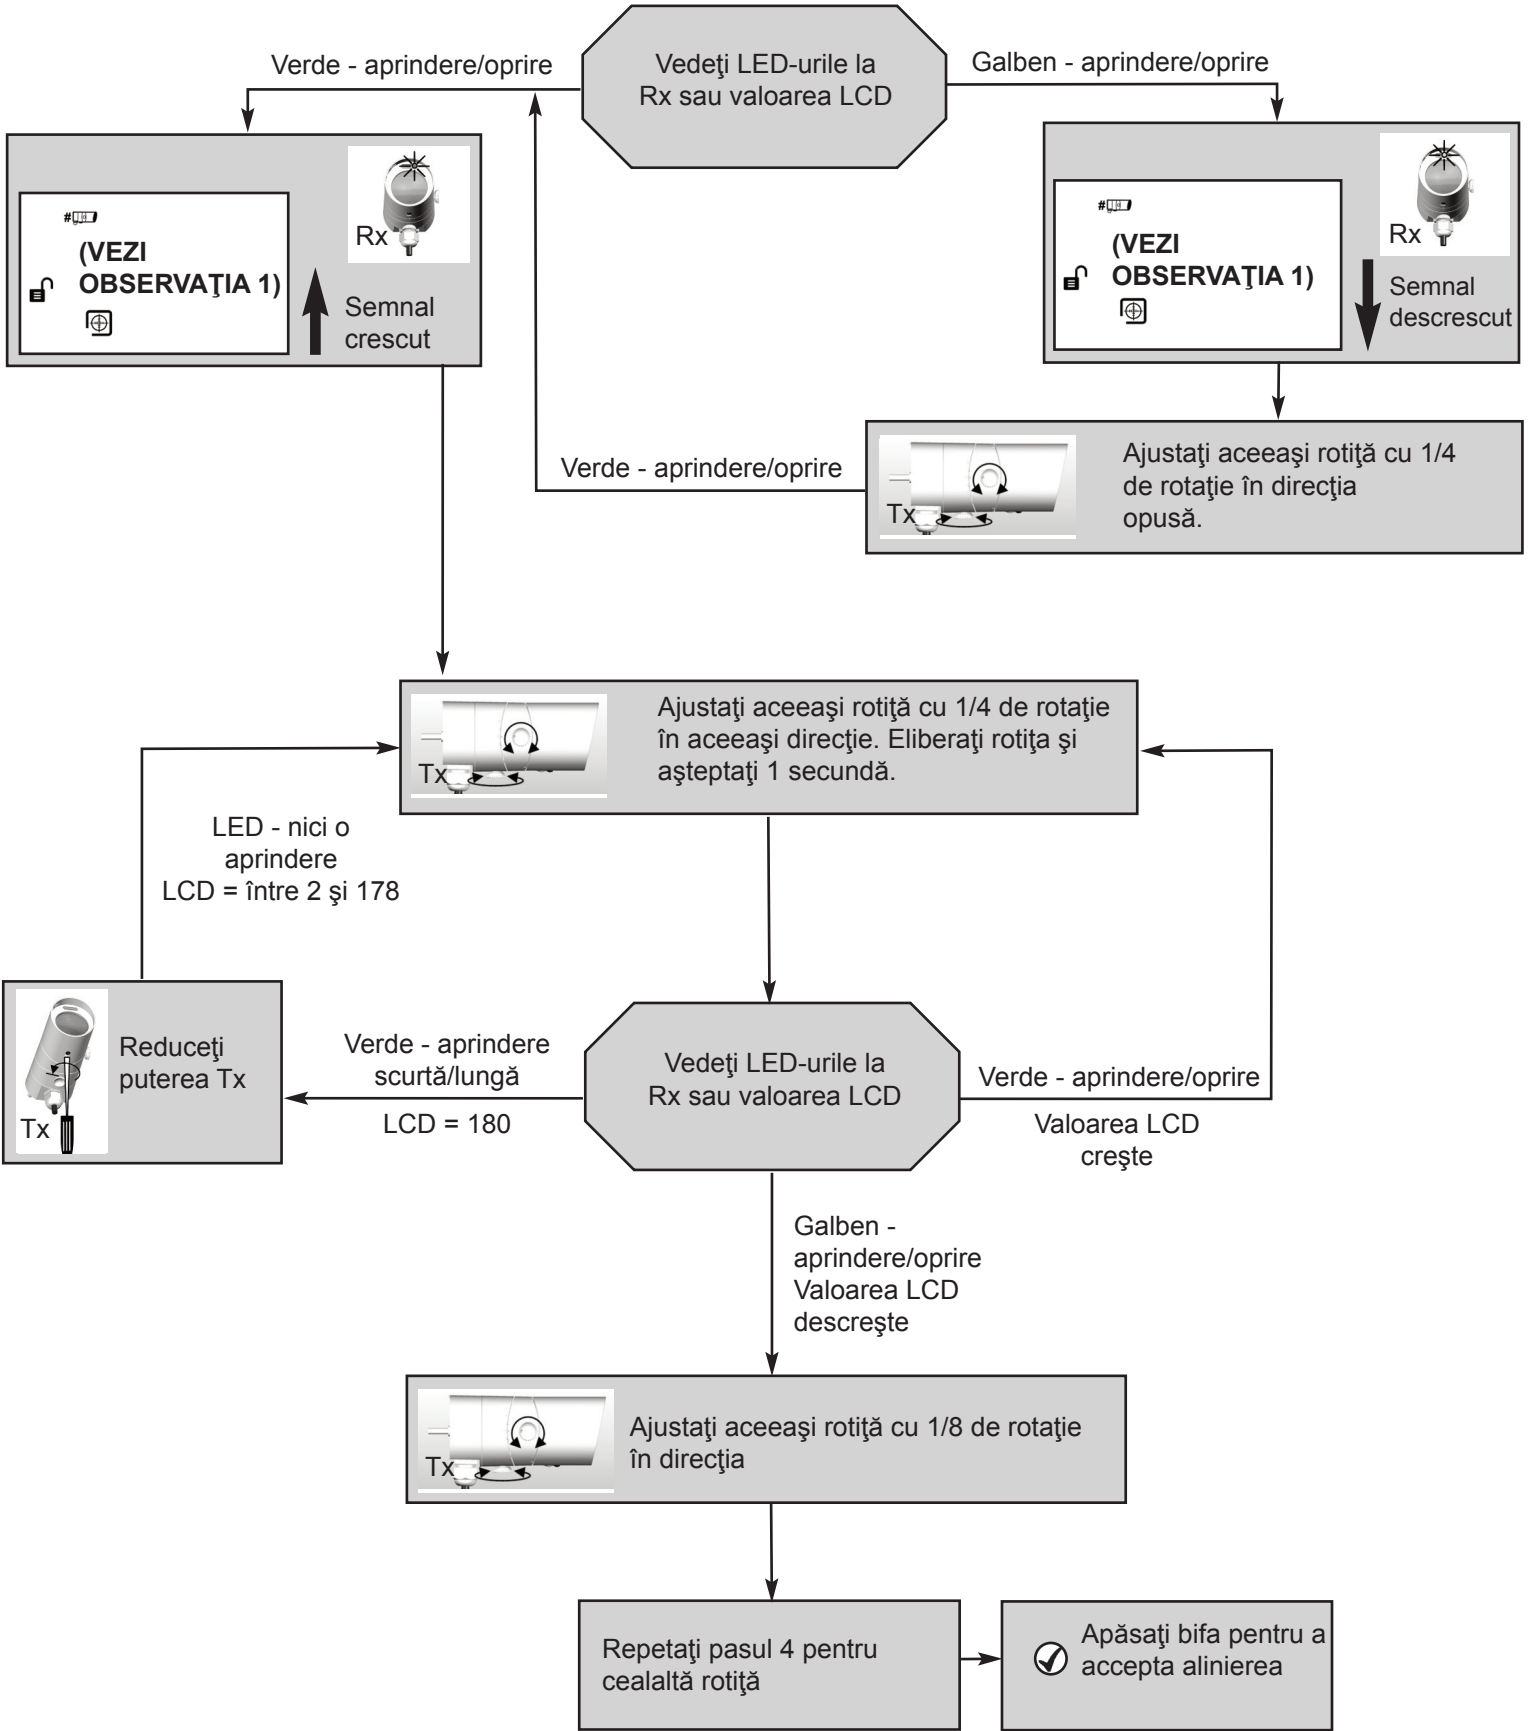 Vedeţi LED-urile la
Rx sau valoarea LCD
Verde - aprindere/oprire
Galben - aprindere/oprire
#
(VEZI
OBSERVAŢIA 1)
Rx
Semnal
crescut
#
(VEZI
OBSERVAŢIA 1)
Rx
Semnal
descrescut
Verde - aprindere/oprire
Tx
Ajustaţi aceeaşi rotiţă cu 1/4
de rotaţie în direcţia
opusă.
Tx
Ajustaţi aceeaşi rotiţă cu 1/4 de rotaţie
în aceeaşi direcţie. Eliberaţi rotiţa şi
aşteptaţi 1 secundă.
LED - nici o
aprindere
LCD = între 2 şi 178
Tx
Reduceţi
puterea Tx
Verde - aprindere
scurtă/lungă
LCD = 180
Vedeţi LED-urile la
Rx sau valoarea LCD
Verde - aprindere/oprire
Valoarea LCD
creşte
Galben -
aprindere/oprire
Valoarea LCD
descreşte
Tx
Ajustaţi aceeaşi rotiţă cu 1/8 de rotaţie
în direcţia
Repetaţi pasul 4 pentru
cealaltă rotiţă
Apăsaţi bifa pentru a
accepta alinierea